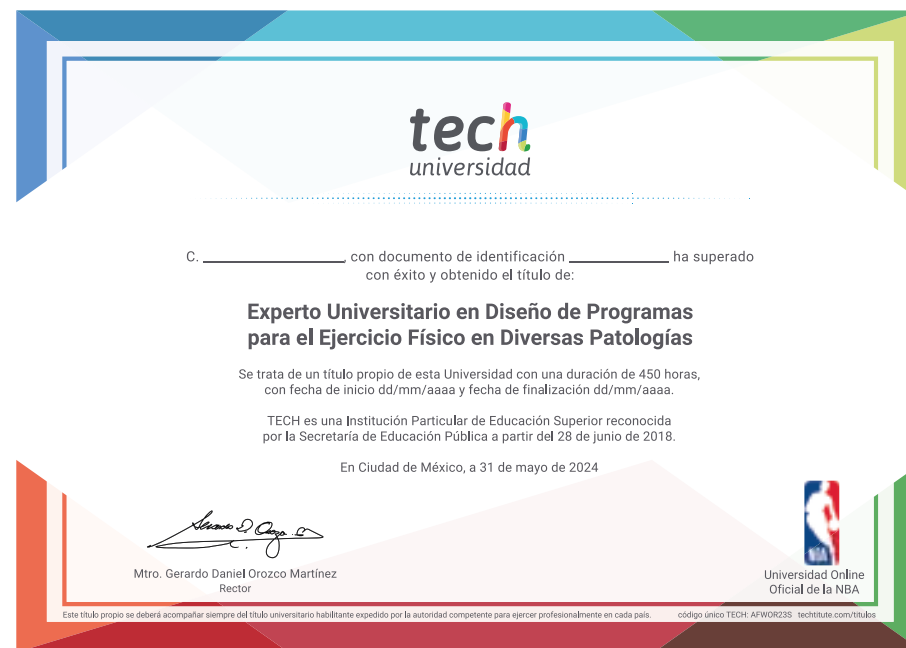 tech
universidad
C. ____________________, con documento de identificación ______________ ha superado
con éxito y obtenido el título de:
Experto Universitario en Diseño de Programas
para el Ejercicio Físico en Diversas Patologías
Se trata de un título propio de esta Universidad con una duración de 450 horas,
con fecha de inicio dd/mm/aaaa y fecha de finalización dd/mm/aaaa.
TECH es una Institución Particular de Educación Superior reconocida
por la Secretaría de Educación Pública a partir del 28 de junio de 2018.
En Ciudad de México, a 31 de mayo de 2024
Mtro. Gerardo Daniel Orozco Martínez
Rector
NBA
Universidad Online
Oficial de la NBA
Este título propio se deberá acompañar siempre del título universitario habilitante expedido por la autoridad competente para ejercer profesionalmente en cada país.
código único TECH: AFWOR23S techtitute.com/títulos